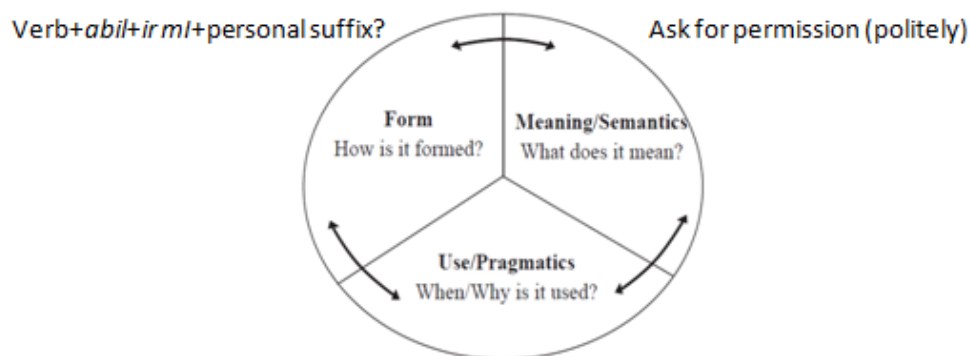 Verb+abil+ir mI+personal suffix?
Ask for permission (politely)
Form
How is it formed?
Meaning/Semantics
What does it mean?
Use/Pragmatics
When/Why is it used?